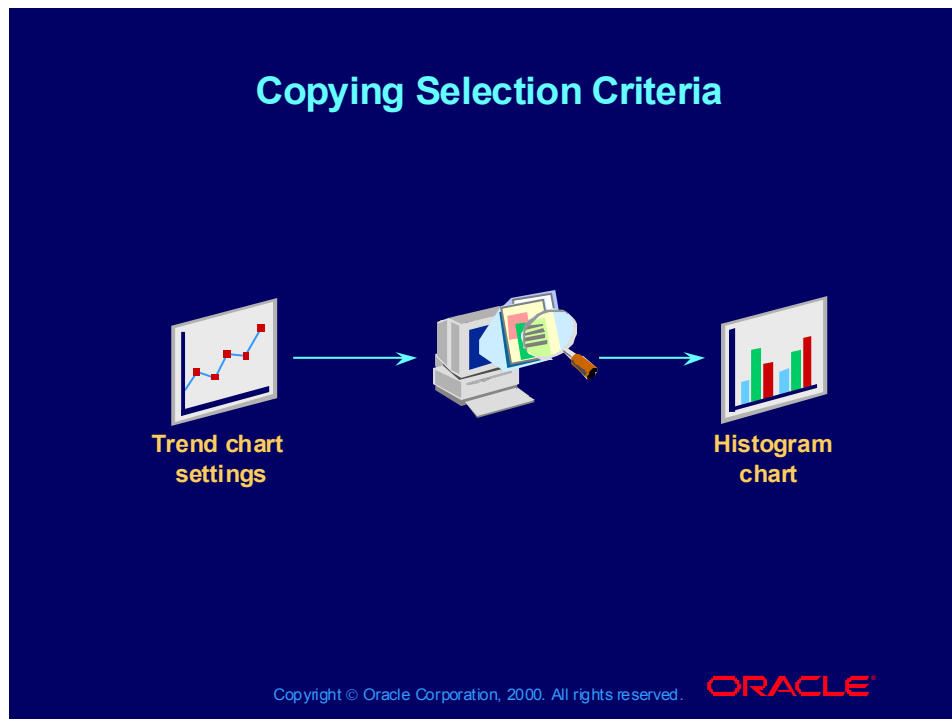 Copying Selection Criteria
Trend chart
settings
Histogram
chart
Copyright © Oracle Corporation, 2000. All rights reserved.
ORACLE®